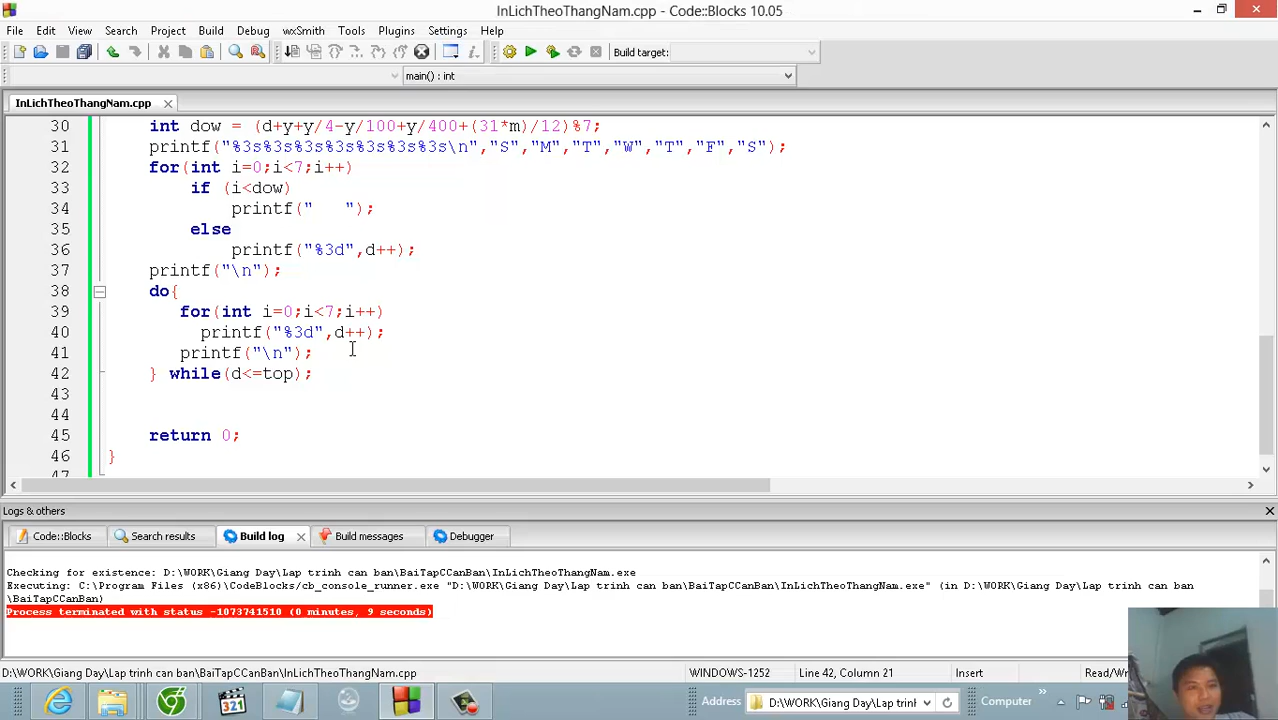 InLichTheoThangNam.cpp - Code::Blocks 10.05
File Edit View Search Project Build Debug wxSmith Tools Plugins Settings Help
Build target:
main() : int
InLichTheoThangNam.cpp
30 int dow = (d+y+y/4-y/100+y/400+(31*m)/12)%7;
31 printf("%3s%3s%3s%3s%3s%3s%3s\n","S","M","T","W","T","F","S");
32 for(int i=0;i<7;i++)
33 if (i<dow)
34 printf("   ");
35 else
36 printf("%3d",d++);
37 printf("\n");
38 do{
39 for(int i=0;i<7;i++)
40 printf("%3d",d++);
41 printf("\n");
42 } while(d<=top);
43
44
45 return 0;
46 }
47
Logs & others
Code::Blocks Search results Build log Build messages Debugger
Checking for existence: D:\WORK\Giang Day\Lap trinh can ban\BaiTapCCanBan\InLichTheoThangNam.exe
Executing: C:\Program Files (x86)\CodeBlocks/cb_console_runner.exe "D:\WORK\Giang Day\Lap trinh can ban\BaiTapCCanBan\InLichTheoThangNam.exe" (in D:\WORK\Giang Day\Lap trinh can ban
\BaiTapCCanBan)
Process terminated with status -1073741510 (0 minutes, 9 seconds)
D:\WORK\Giang Day\Lap trinh can ban\BaiTapCCanBan\InLichTheoThangNam.cpp WINDOWS-1252 Line 42, Column 21 Insert Read/Wr
321 Address D:\WORK\Giang Day\Lap trinh Computer